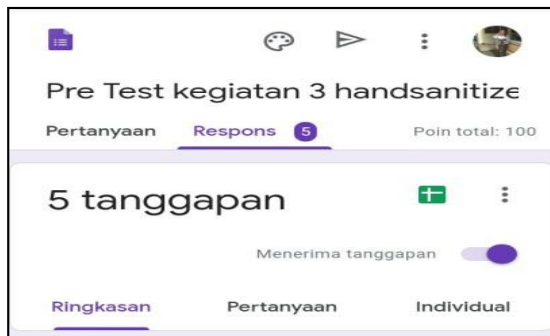 Pre Test kegiatan 3 handsanitize
Pertanyaan Respons 5 Poin total: 100
5 tanggapan
Menerima tanggapan
Ringkasan Pertanyaan Individual